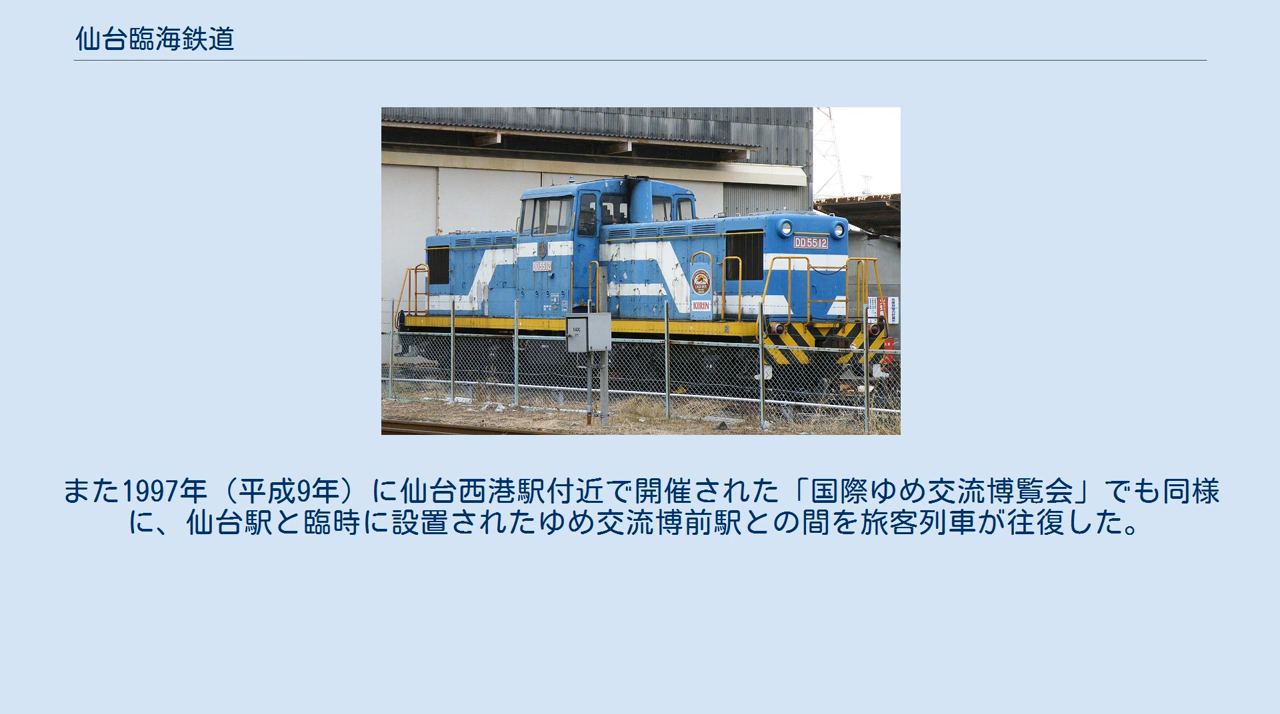 仙台臨海鉄道
DD5512
KIRIN
また1997年（平成9年）に仙台西港駅付近で開催された「国際ゆめ交流博覧会」でも同様
に、仙台駅と臨時に設置されたゆめ交流博前駅との間を旅客列車が往復した。